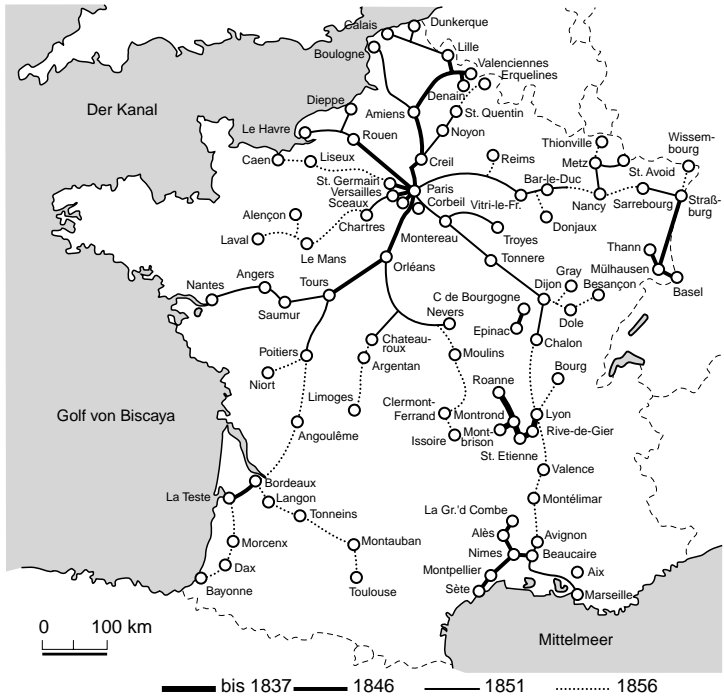 Calais
Dunkerque
Boulogne
Lille
Valenciennes
Erquelines
Der Kanal
Denain
Dieppe
Amiens
St. Quentin
Le Havre
Rouen
Noyon
Thionville
Wissem-
bourg
Caen
Liseux
Creil
Reims
Metz
St. Avoid
St. Germain
Versailles
Sceaux
Paris
Corbeil
Bar-le-Duc
Vitri-le-Fr.
Nancy
Sarrebourg
Straß-
burg
Alençon
Chartres
Donjaux
Laval
Le Mans
Montereau
Troyes
Thann
Orléans
Tonnere
Mülhausen
Basel
Nantes
Angers
Tours
Saumur
Gray
Dijon
Besançon
Dole
C de Bourgogne
Nevers
Epinac
Chalon
Poitiers
Chateau-
roux
Argentan
Moulins
Bourg
Niort
Roanne
Limoges
Clermont-
Ferrand
Montrond
Lyon
Golf von Biscaya
Angoulême
Issoire
Mont-
brison
Rive-de-Gier
St. Etienne
Valence
Bordeaux
La Teste
Langon
Tonneins
Montélimar
La Gr.'d Combe
Morcenx
Montauban
Alès
Avignon
Nimes
Beaucaire
Dax
Montpellier
Aix
Bayonne
Toulouse
Sète
Marseille
0 100 km
Mittelmeer
bis 1837 1846 1851 1856